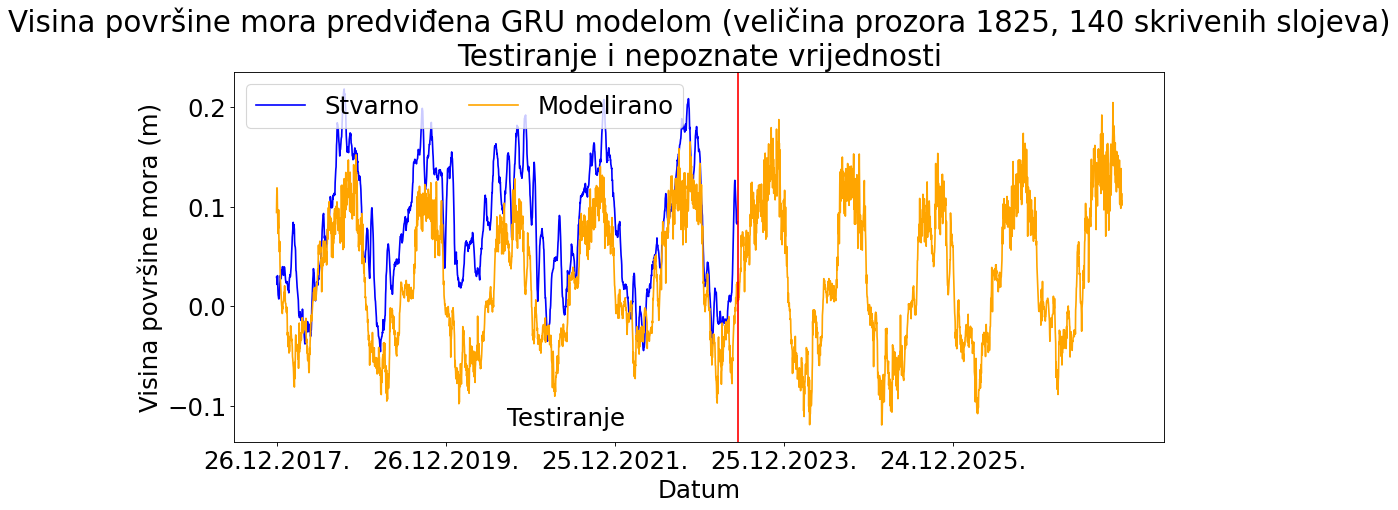 Visina površine mora predviđena GRU modelom (veličina prozora 1825, 140 skrivenih slojeva)
Testiranje i nepoznate vrijednosti
Stvarno
Modelirano
Visina površine mora (m)
0.2
0.1
0.0
−0.1
Testiranje
26.12.2017.
26.12.2019.
25.12.2021.
25.12.2023.
24.12.2025.
Datum